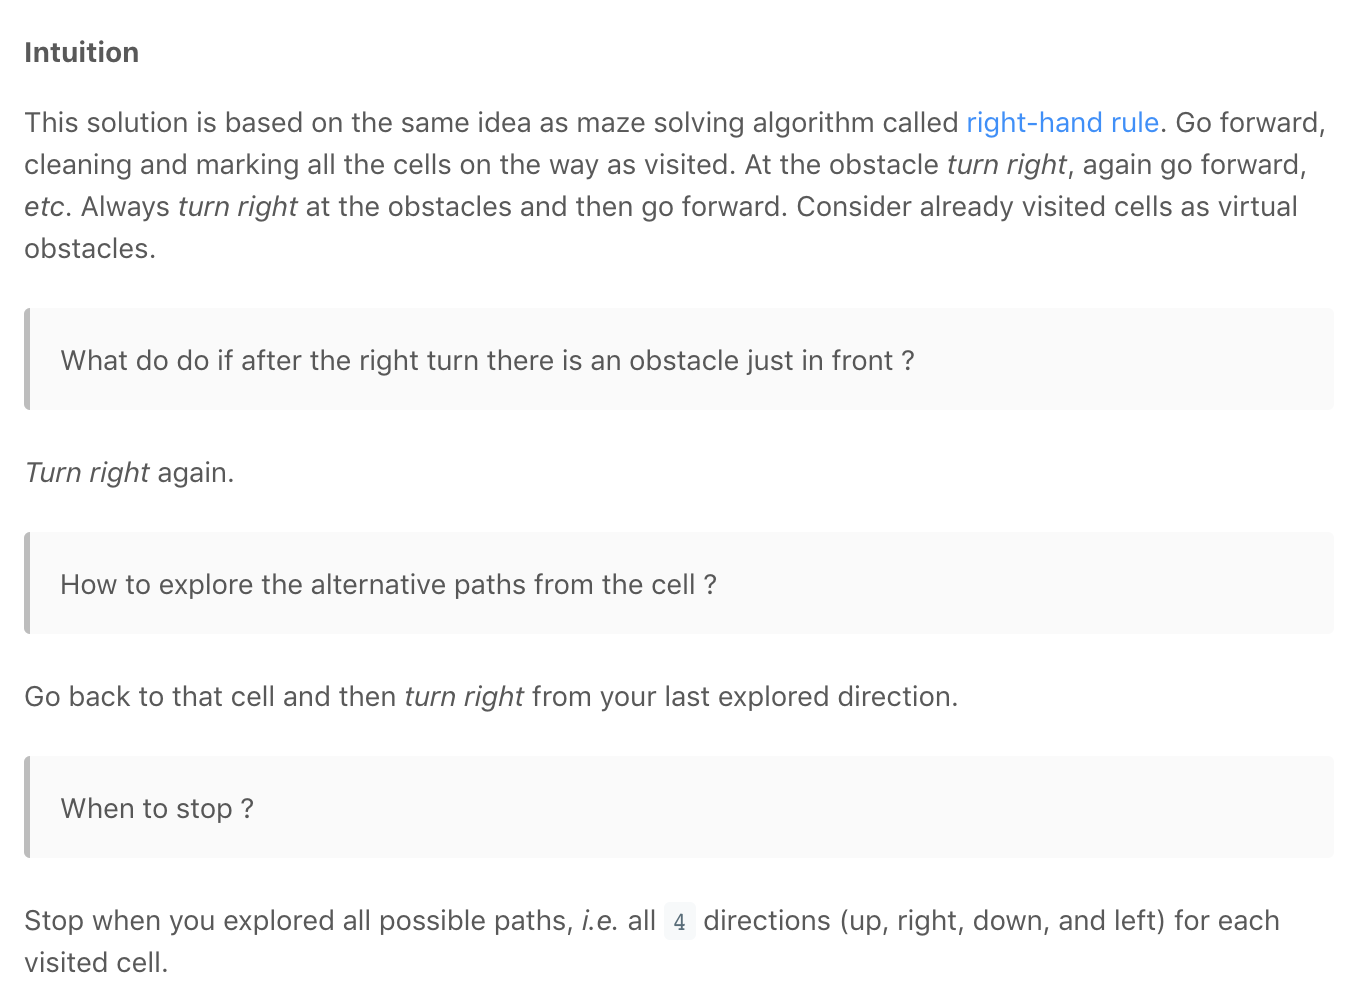 Intuition
This solution is based on the same idea as maze solving algorithm called right-hand rule. Go forward,
cleaning and marking all the cells on the way as visited. At the obstacle turn right, again go forward,
etc. Always turn right at the obstacles and then go forward. Consider already visited cells as virtual
obstacles.
What do do if after the right turn there is an obstacle just in front ?
Turn right again.
How to explore the alternative paths from the cell ?
Go back to that cell and then turn right from your last explored direction.
When to stop ?
Stop when you explored all possible paths, i.e. all 4 directions (up, right, down, and left) for each
visited cell.